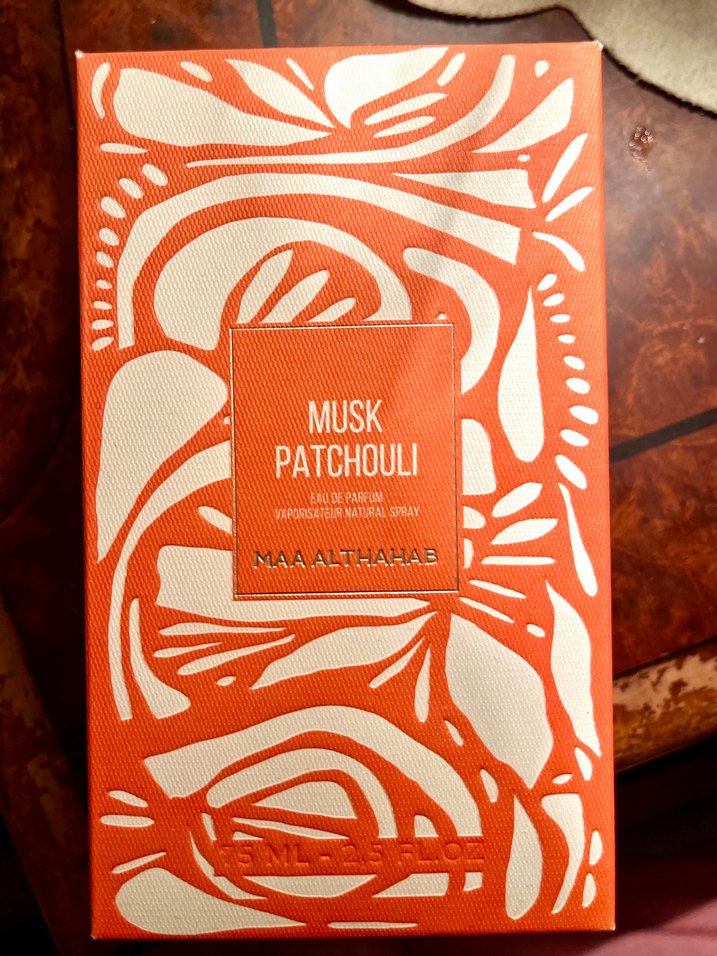 MUSK
PATCHOULI
EAU DE PARFUM
VAPORISATEUR NATURAL SPRAY
MAA ALTHAHAB
75 ML - 2.5 FL.OZ